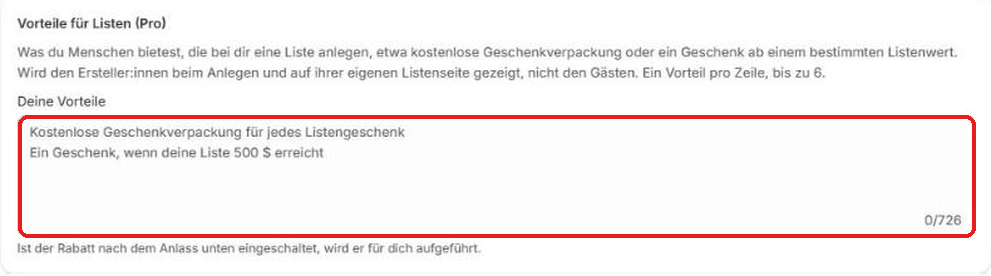 Vorteile für Listen (Pro)
Was du Menschen bietest, die bei dir eine Liste anlegen, etwa kostenlose Geschenkverpackung oder ein Geschenk ab einem bestimmten Listenwert.
Wird den Ersteller:innen beim Anlegen und auf ihrer eigenen Listenseite gezeigt, nicht den Gästen. Ein Vorteil pro Zeile, bis zu 6.
Deine Vorteile
Kostenlose Geschenkverpackung für jedes Listengeschenk
Ein Geschenk, wenn deine Liste 500 $ erreicht
0/726
Ist der Rabatt nach dem Anlass unten eingeschaltet, wird er für dich aufgeführt.